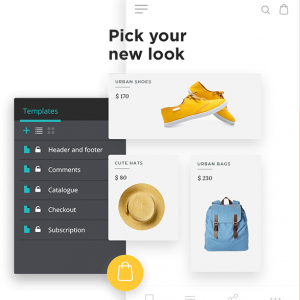 Pick your
new look
URBAN SHOES
$ 170
Templates
Header and footer
Comments
Catalogue
Checkout
Subscription
CUTE HATS
$ 80
URBAN BAGS
$ 230